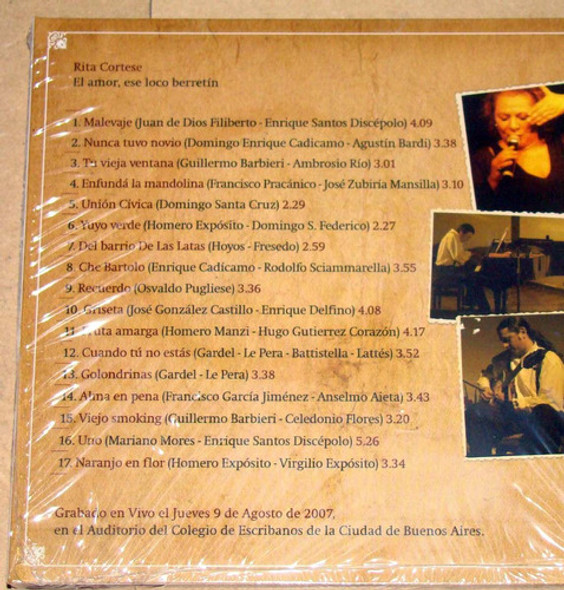 Rita Cortese
El amor, ese loco berretín
1. Malevaje (Juan de Dios Filiberto - Enrique Santos Discépolo) 4.09
2. Nunca tuvo novio (Domingo Enrique Cadicamo - Agustín Bardi) 3.38
3. Tu vieja ventana (Guillermo Barbieri - Ambrosio Río) 3.01
4. Enfundá la mandolina (Francisco Pracánico - José Zubiría Mansilla) 3.10
5. Unión Cívica (Domingo Santa Cruz) 2.29
6. Yuyo verde (Homero Expósito - Domingo S. Federico) 2.27
7. Del barrio De Las Latas (Hoyos - Fresedo) 2.59
8. Che Bartolo (Enrique Cadícamo - Rodolfo Sciammarella) 3.55
9. Recuerdo (Osvaldo Pugliese) 3.36
10. Griseta (José González Castillo - Enrique Delfino) 4.08
11. Fruta amarga (Homero Manzi - Hugo Gutierrez Corazón) 4.17
12. Cuando tú no estás (Gardel - Le Pera - Battistella - Lattés) 3.52
13. Golondrinas (Gardel - Le Pera) 3.38
14. Alma en pena (Francisco García Jiménez - Anselmo Aieta) 3.43
15. Viejo smoking (Guillermo Barbieri - Celedonio Flores) 3.20
16. Uno (Mariano Mores - Enrique Santos Discépolo) 5.26
17. Naranjo en flor (Homero Expósito - Virgilio Expósito) 3.34
Grabado en Vivo el Jueves 9 de Agosto de 2007,
en el Auditorio del Colegio de Escribanos de la Ciudad de Buenos Aires.